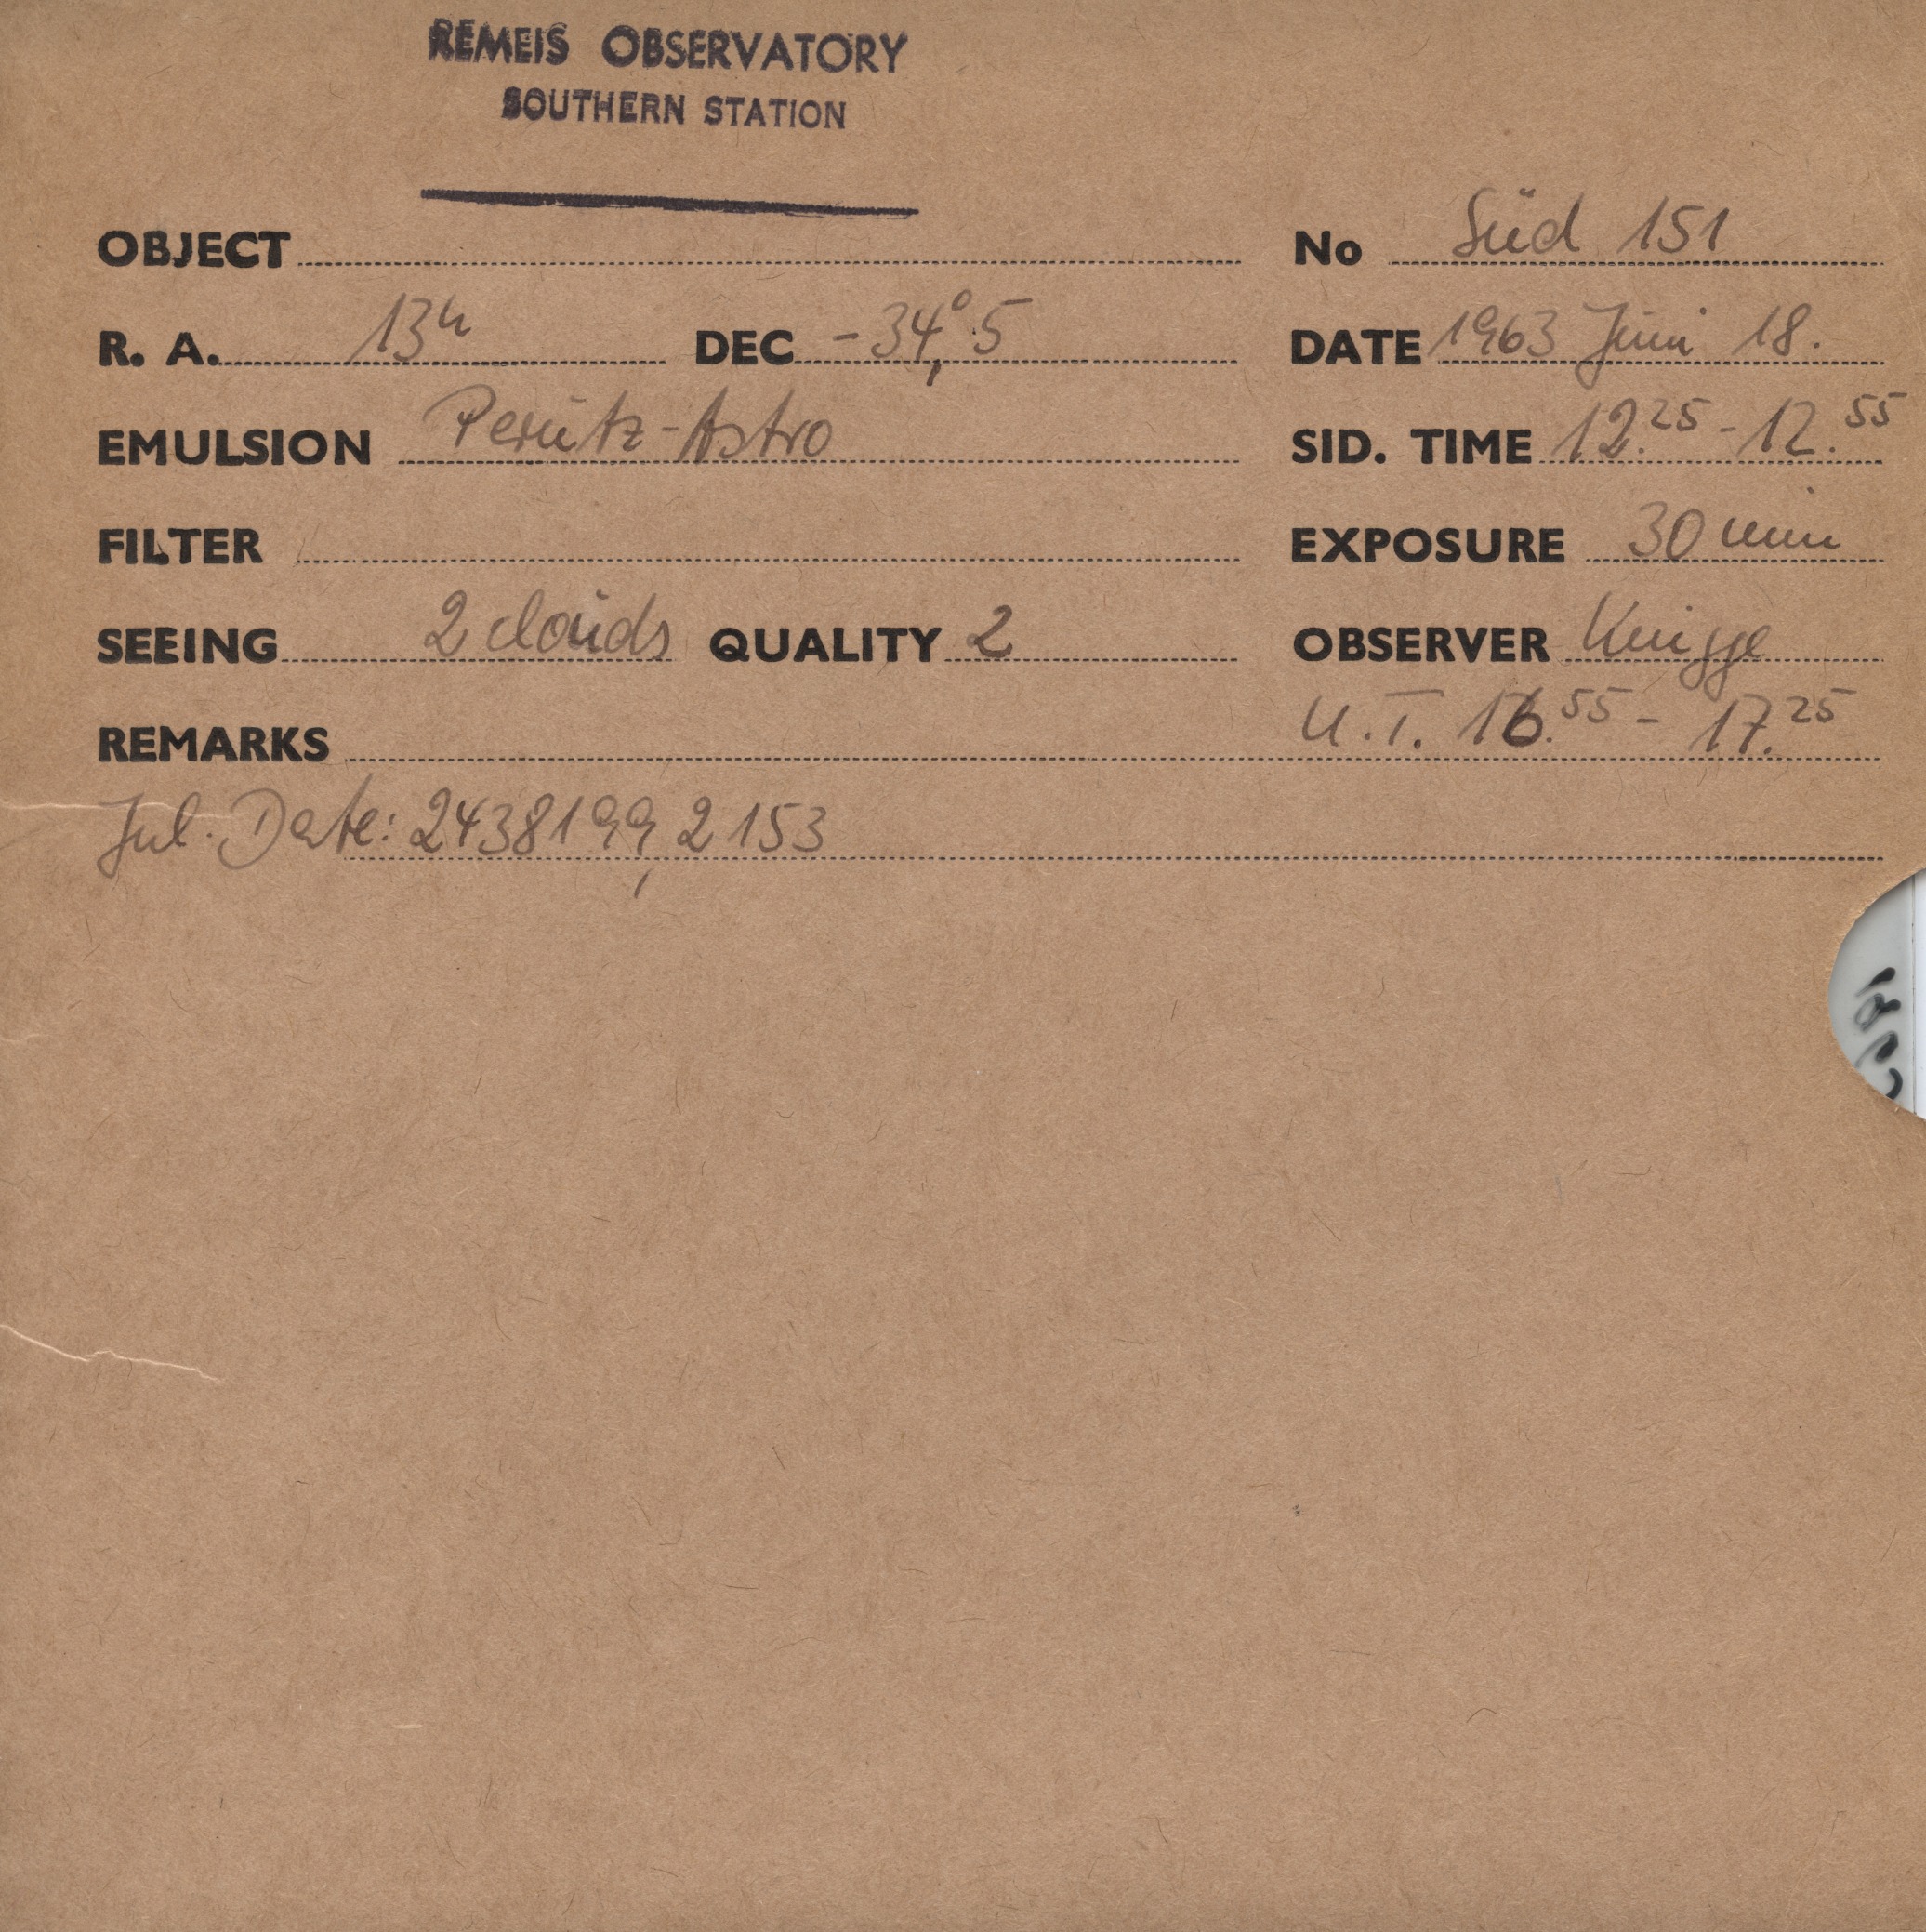 REMEIS OBSERVATORY
SOUTHERN STATION
OBJECT No Süd 151
R. A. 13h DEC -34°,5 DATE 1963 Juni 18.
EMULSION Perutz-Astro SID. TIME 12.25 - 12.55
FILTER EXPOSURE 30 min
SEEING 2 clouds QUALITY 2 OBSERVER Knigge
REMARKS U.T. 16.55 - 17.25
Jul. Date: 2438199,2153